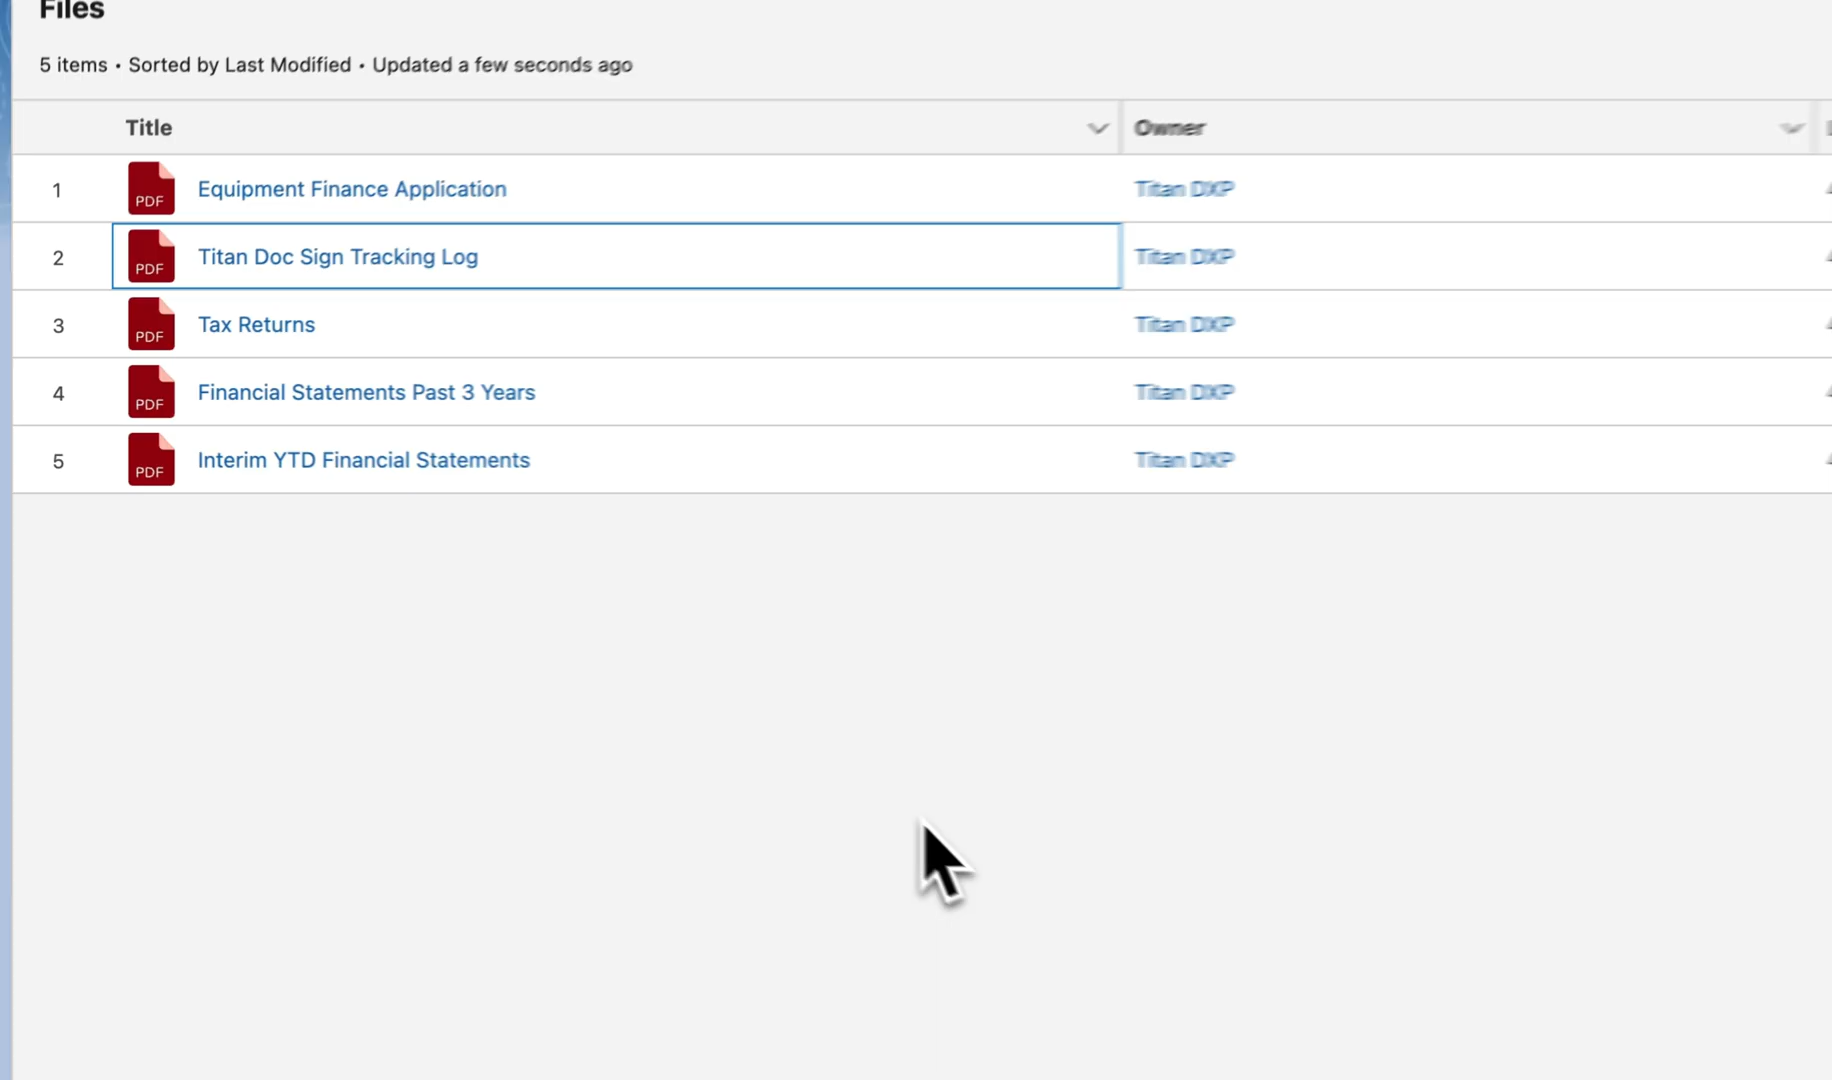 Files
5 items • Sorted by Last Modified • Updated a few seconds ago
Title Owner
1 PDF Equipment Finance Application Titan DXP
2 PDF Titan Doc Sign Tracking Log Titan DXP
3 PDF Tax Returns Titan DXP
4 PDF Financial Statements Past 3 Years Titan DXP
5 PDF Interim YTD Financial Statements Titan DXP